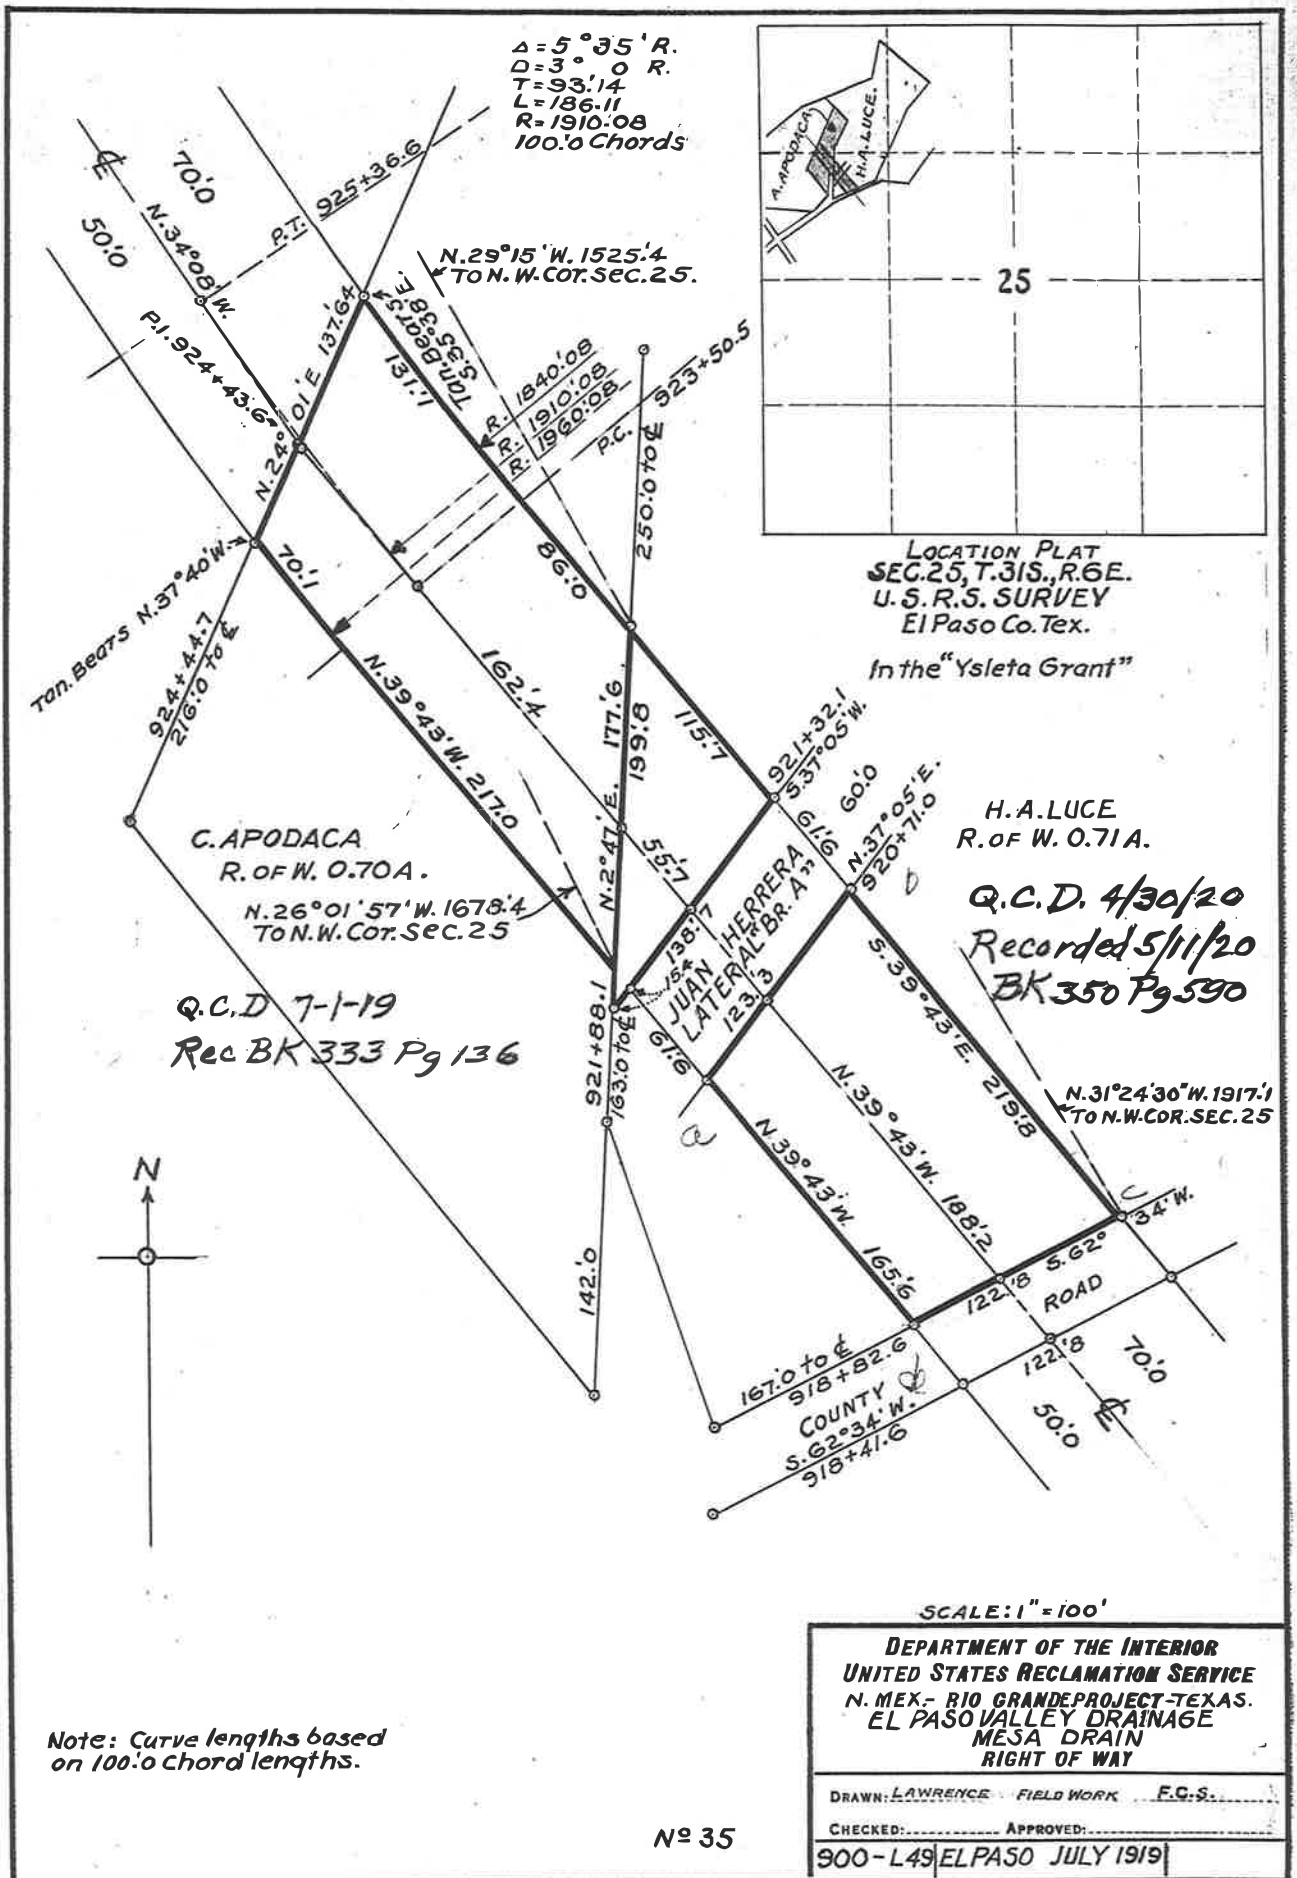 Δ=5°35'R.
D=3° 0 R.
T=93.'14
L=186.11
R=1910.'08
100.'0 Chords
℄
70.'0
50.'0
N.34°08'W.
P.T. 925+36.6
P.I. 924+43.6
N.29°15'W. 1525.'4
TO N.W. COR. SEC. 25.
N.24°01'E 137.'64
Tan. Bears
S.35°38'E.
L.131
R. 1840.'08
R. 1910.'08
R. 1960.'08
P.C. 923+50.5
250.'0 to ℄
Tan. Bears N.37°40'W.
70.'1
86.'0
924+44.7
216.'0 to ℄
N.39°43'W. 217.0
162.'4
177.'6
199.'8
N.2°47'E.
115.'7
921+32.1
S.37°05'W.
60.'0
61.'6
N.37°05'E.
920+71.0
b
55.'7
138.'7
15.4
JUAN HERRERA
LATERAL "BR. A"
123.'3
C. APODACA
R. OF W. 0.70 A.
N.26°01'57"W. 1678.'4
TO N.W. COR. SEC. 25
Q.C.D 7-1-19
Rec BK 333 Pg 136
921+88.1
163.'0 to ℄
61.'6
a
H. A. LUCE
R. OF W. 0.71 A.
Q.C.D. 4/30/20
Recorded 5/11/20
BK 350 Pg 590
S.39°43'E. 219.'8
N.31°24'30"W. 1917.'1
TO N.W. COR. SEC. 25
N.39°43'W. 188.'2
N.39°43'W. 165.'6
c
S.62°34'W.
122.'8
ROAD
122.'8
142.'0
167.'0 to ℄
918+82.6
COUNTY
d
S.62°34'W.
918+41.6
70.'0
℄
50.'0
N
A. APODACA
H.A. LUCE.
25
LOCATION PLAT
SEC. 25, T.31S., R.6E.
U.S.R.S. SURVEY
El Paso Co. Tex.
In the "Ysleta Grant"
SCALE: 1"=100'
DEPARTMENT OF THE INTERIOR
UNITED STATES RECLAMATION SERVICE
N. MEX.- RIO GRANDE PROJECT-TEXAS.
EL PASO VALLEY DRAINAGE
MESA DRAIN
RIGHT OF WAY
DRAWN: LAWRENCE FIELD WORK F.C.S.
CHECKED: APPROVED:
900-L49 EL PASO JULY 1919
Note: Curve lengths based
on 100.'0 Chord lengths.
Nº 35